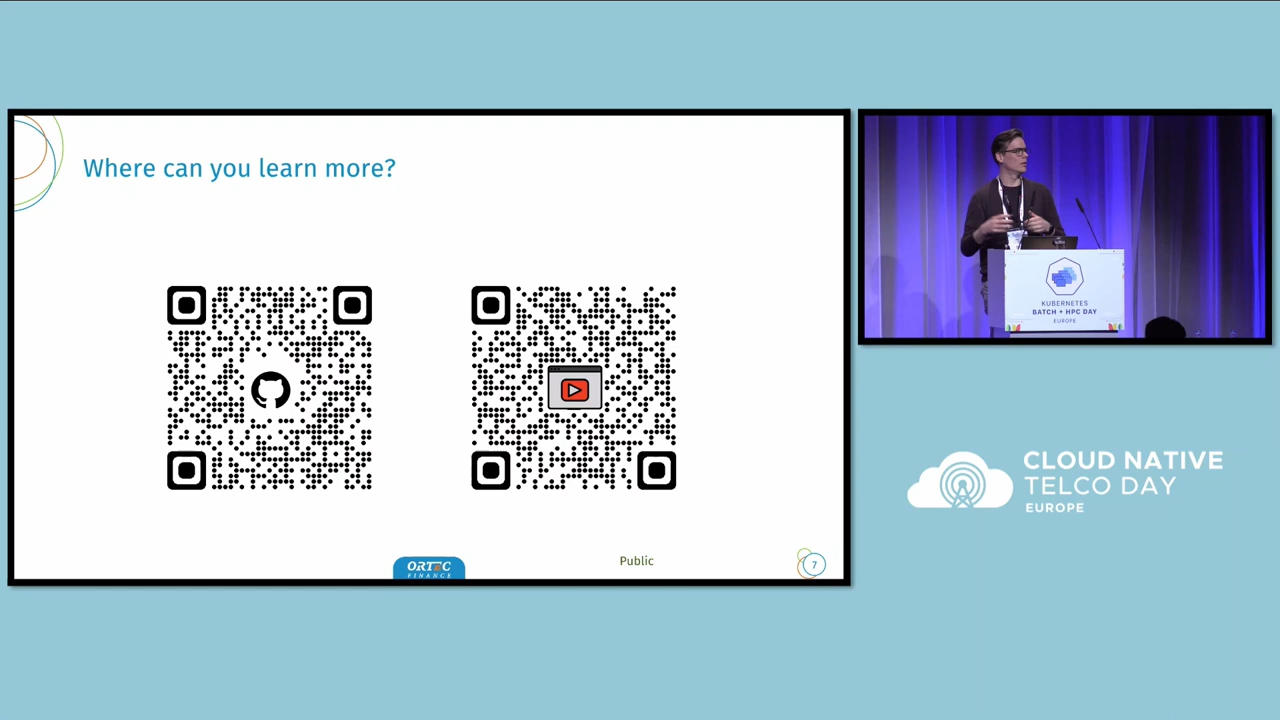 Where can you learn more?
ORTEC
FINANCE
Public
7
KUBERNETES
BATCH + HPC DAY
EUROPE
CLOUD NATIVE
TELCO DAY
EUROPE